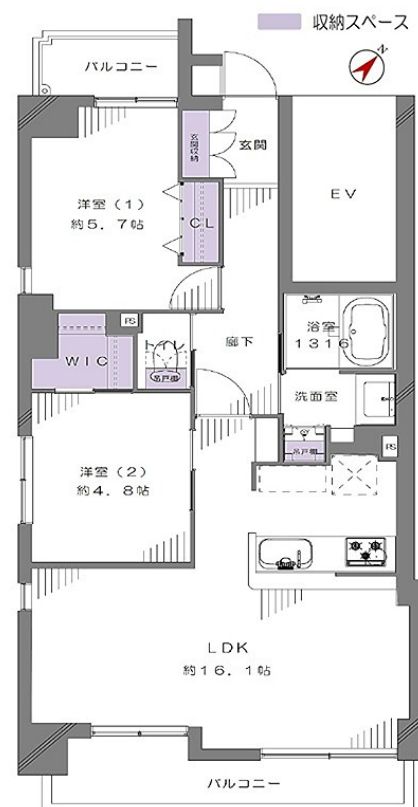 収納スペース
N
バルコニー
玄関収納
玄関
EV
洋室（1）
約5．7帖
CL
PS
浴室
1316
トイレ
廊下
WIC
吊戸棚
洗面室
洋室（2）
約4．8帖
吊戸棚
PS
LDK
約16．1帖
バルコニー